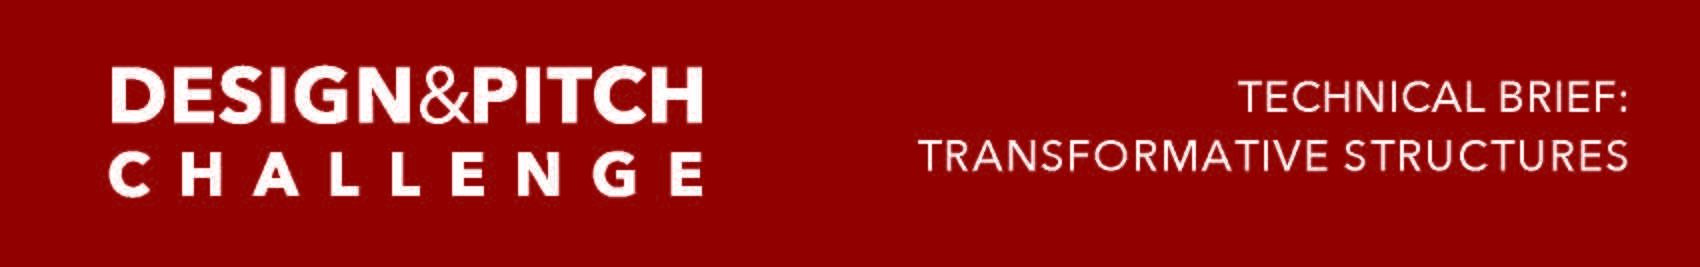 DESIGN&PITCH
CHALLENGE
TECHNICAL BRIEF:
TRANSFORMATIVE STRUCTURES